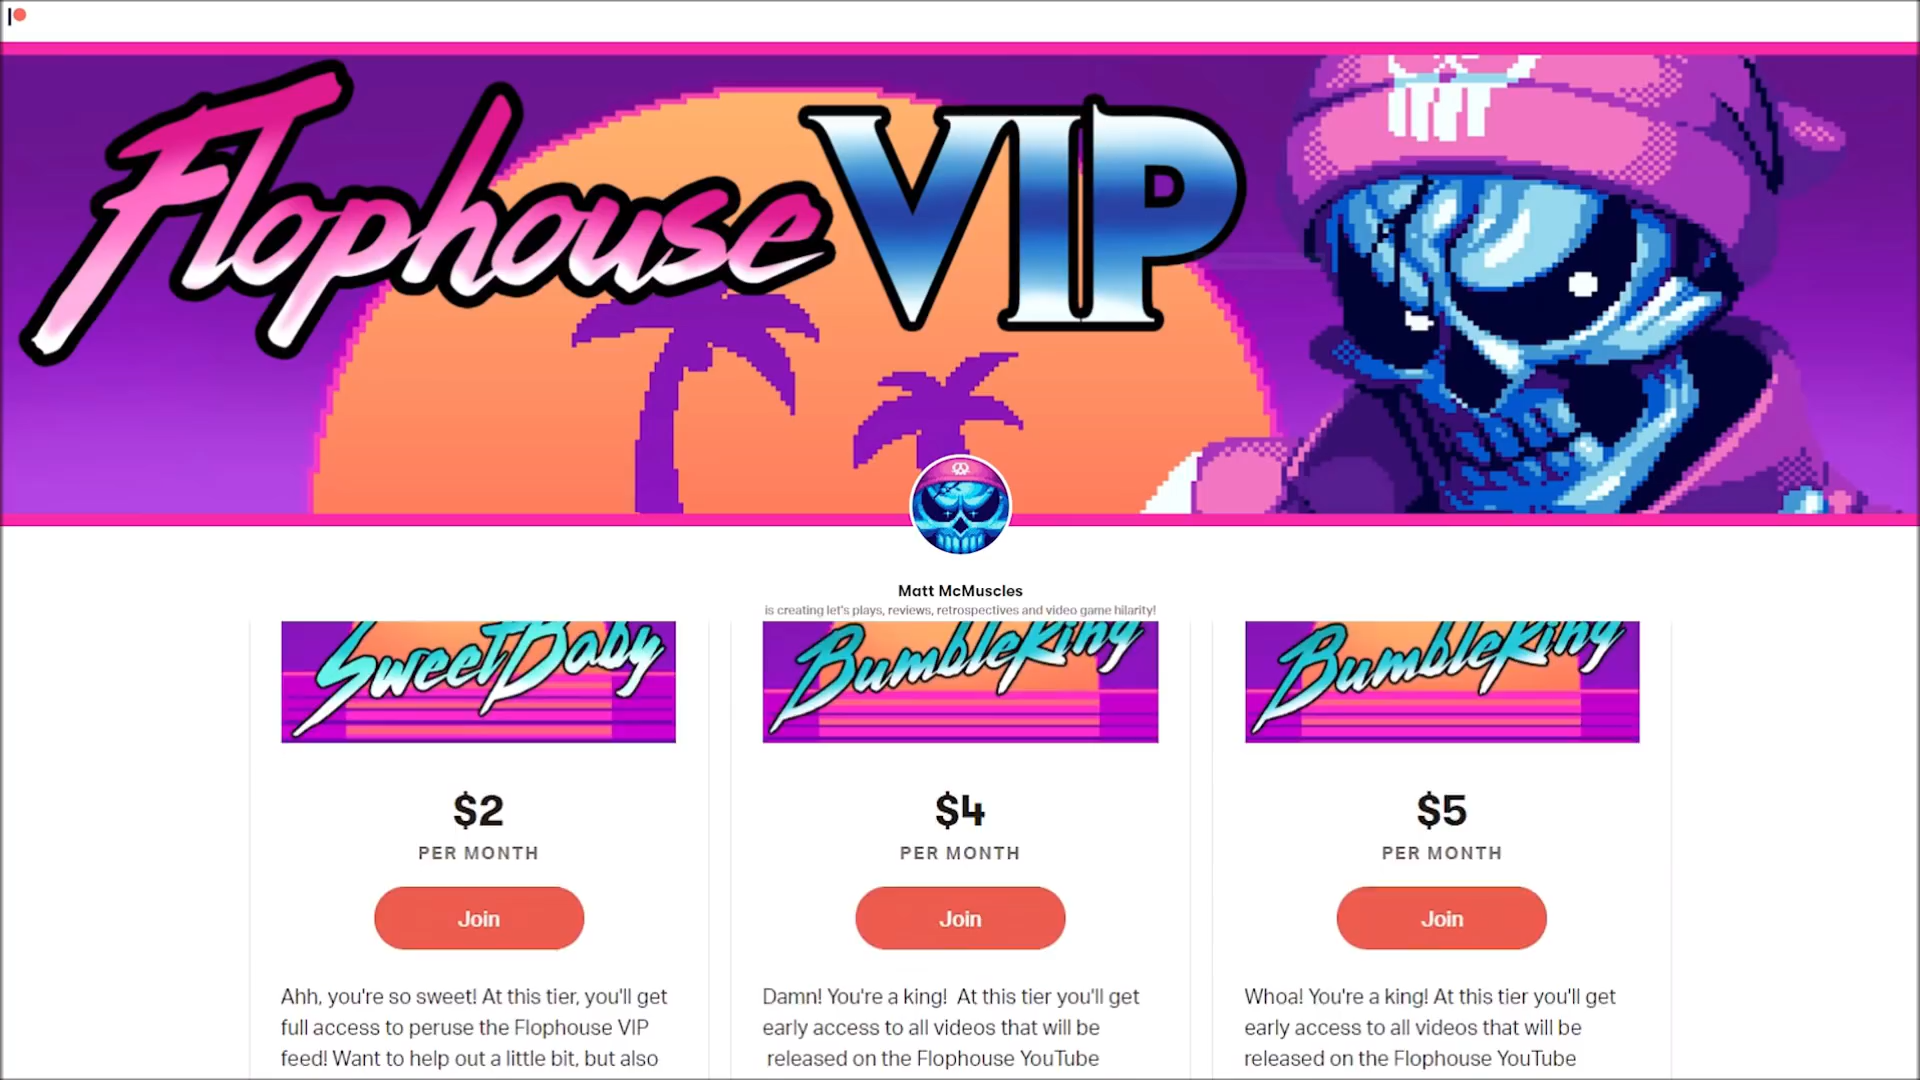 Flophouse VIP
Matt McMuscles
is creating let's plays, reviews, retrospectives and video game hilarity!
SweetBaby
BumbleKing
BumbleKing
$2
PER MONTH
Join
Ahh, you're so sweet! At this tier, you'll get
full access to peruse the Flophouse VIP
feed! Want to help out a little bit, but also
$4
PER MONTH
Join
Damn! You're a king! At this tier you'll get
early access to all videos that will be
released on the Flophouse YouTube
$5
PER MONTH
Join
Whoa! You're a king! At this tier you'll get
early access to all videos that will be
released on the Flophouse YouTube